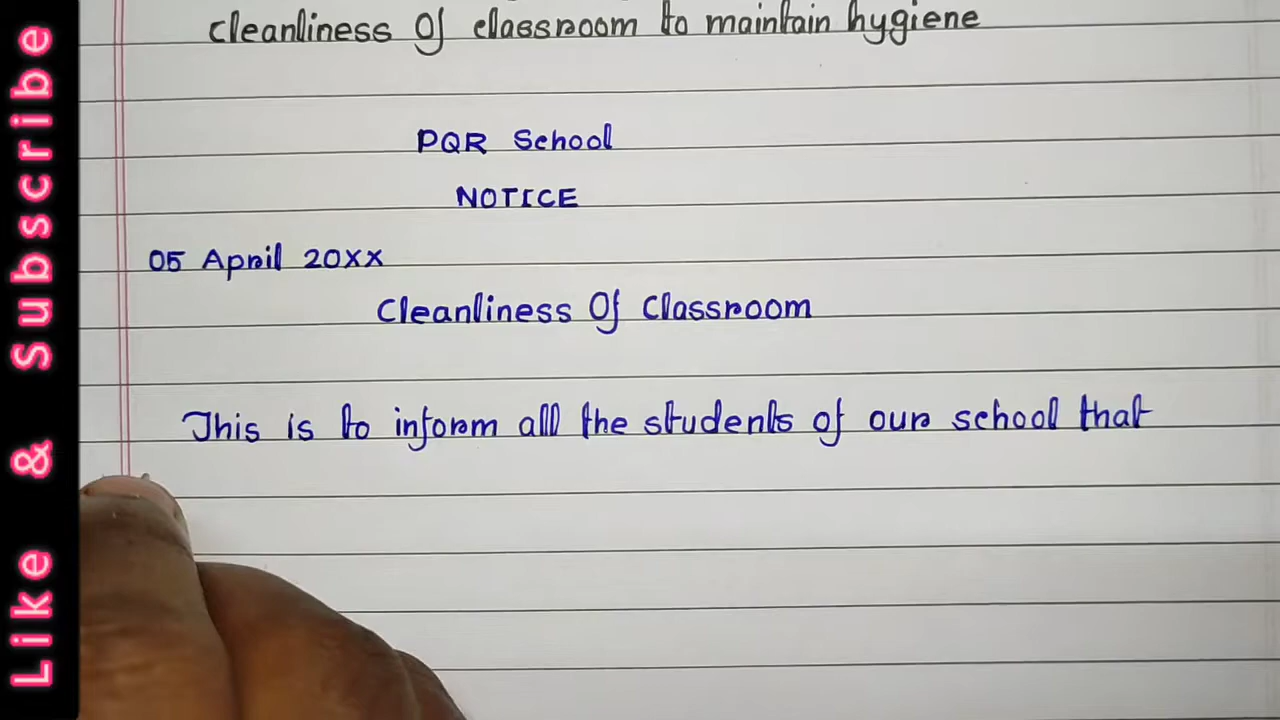 cleanliness Of classroom to maintain hygiene
PQR School
NOTICE
05 April 20XX
Cleanliness Of Classroom
This is to inform all the students of our school that
Like & Subscribe